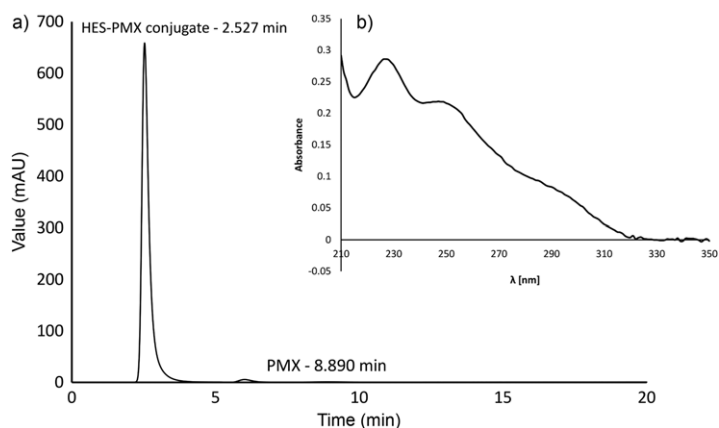 a)
700
600
500
400
300
200
100
0
Value (mAU)
HES-PMX conjugate - 2.527 min
PMX - 8.890 min
0 5 10 15 20
Time (min)
b)
0.35
0.3
0.25
0.2
0.15
0.1
0.05
0
-0.05
Absorbance
210 230 250 270 290 310 330 350
λ [nm]